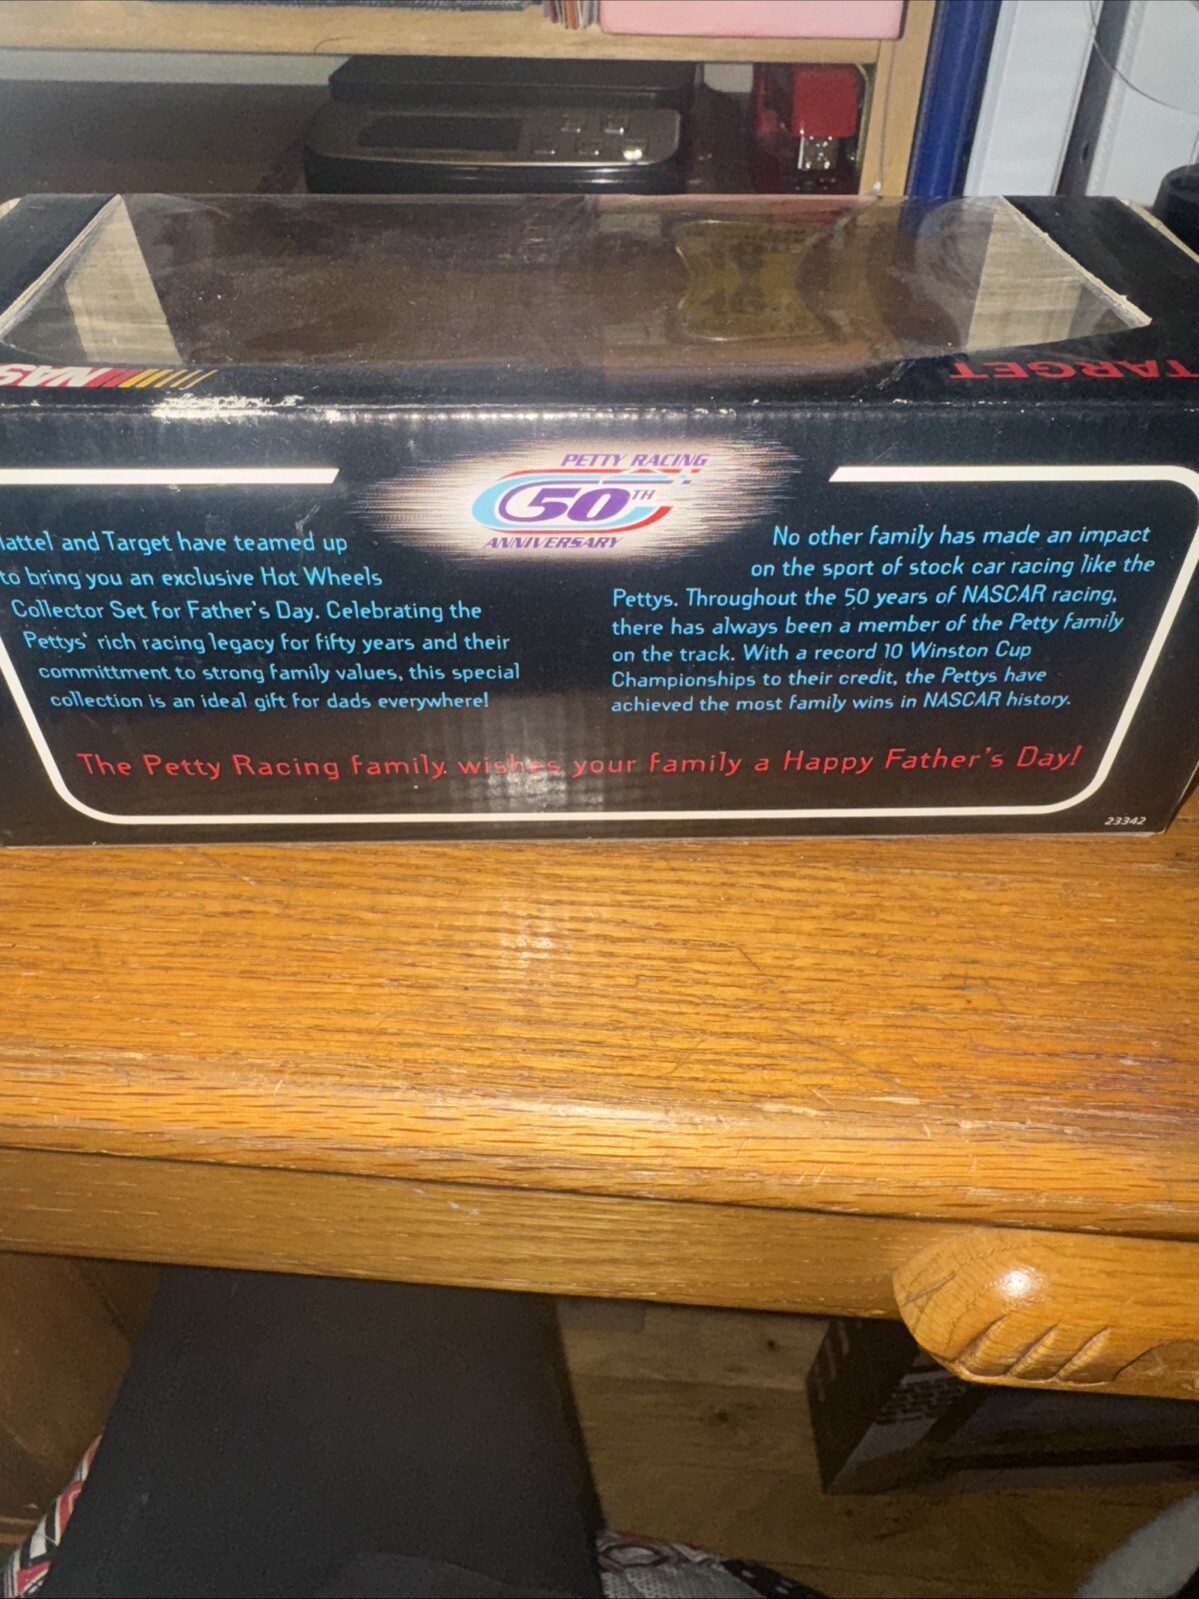 NAS
TARGET
PETTY RACING
50TH
ANNIVERSARY
attel and Target have teamed up
to bring you an exclusive Hot Wheels
Collector Set for Father's Day. Celebrating the
Pettys' rich racing legacy for fifty years and their
committment to strong family values, this special
collection is an ideal gift for dads everywhere!
No other family has made an impact
on the sport of stock car racing like the
Pettys. Throughout the 50 years of NASCAR racing,
there has always been a member of the Petty family
on the track. With a record 10 Winston Cup
Championships to their credit, the Pettys have
achieved the most family wins in NASCAR history.
The Petty Racing family wishes your family a Happy Father's Day!
23342